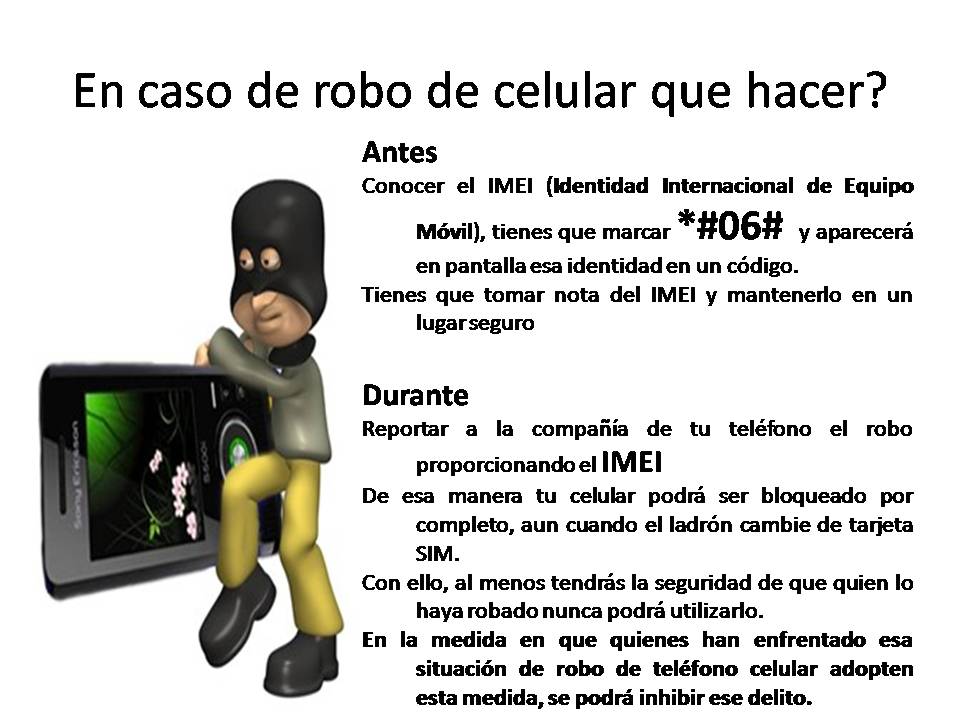 En caso de robo de celular que hacer?
Antes
Conocer el IMEI (Identidad Internacional de Equipo
Móvil), tienes que marcar *#06# y aparecerá
en pantalla esa identidad en un código.
Tienes que tomar nota del IMEI y mantenerlo en un
lugar seguro
Durante
Reportar a la compañía de tu teléfono el robo
proporcionando el IMEI
De esa manera tu celular podrá ser bloqueado por
completo, aun cuando el ladrón cambie de tarjeta
SIM.
Con ello, al menos tendrás la seguridad de que quien lo
haya robado nunca podrá utilizarlo.
En la medida en que quienes han enfrentado esa
situación de robo de teléfono celular adopten
esta medida, se podrá inhibir ese delito.
Sony Ericsson
S500i